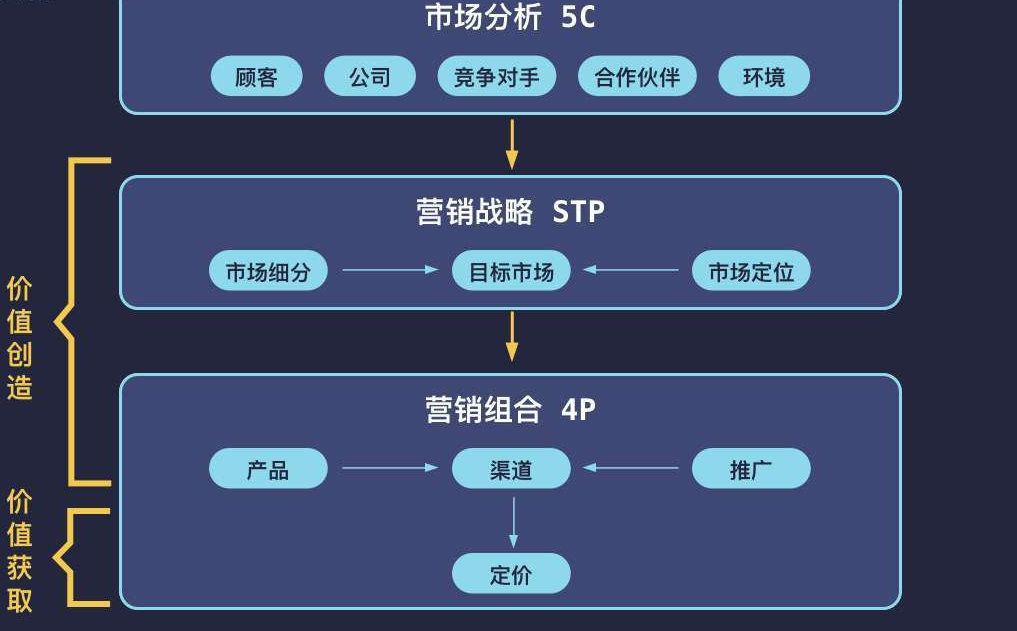 市场分析 5C
顾客 公司 竞争对手 合作伙伴 环境
营销战略 STP
市场细分 目标市场 市场定位
价值创造
营销组合 4P
产品 渠道 推广
价值获取
定价